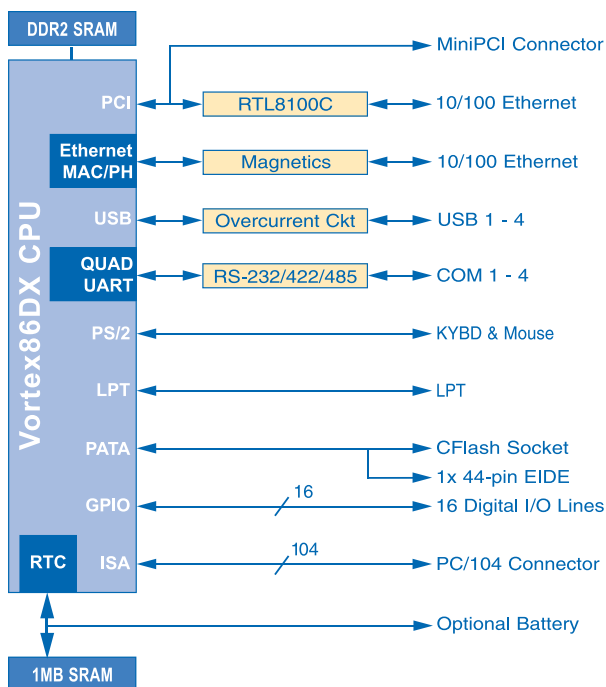 DDR2 SRAM
MiniPCI Connector
PCI
RTL8100C
10/100 Ethernet
Ethernet
MAC/PH
Magnetics
10/100 Ethernet
USB
Overcurrent Ckt
USB 1 - 4
QUAD
UART
RS-232/422/485
COM 1 - 4
Vortex86DX CPU
PS/2
KYBD & Mouse
LPT
LPT
PATA
CFlash Socket
1x 44-pin EIDE
GPIO
16
16 Digital I/O Lines
RTC
ISA
104
PC/104 Connector
Optional Battery
1MB SRAM